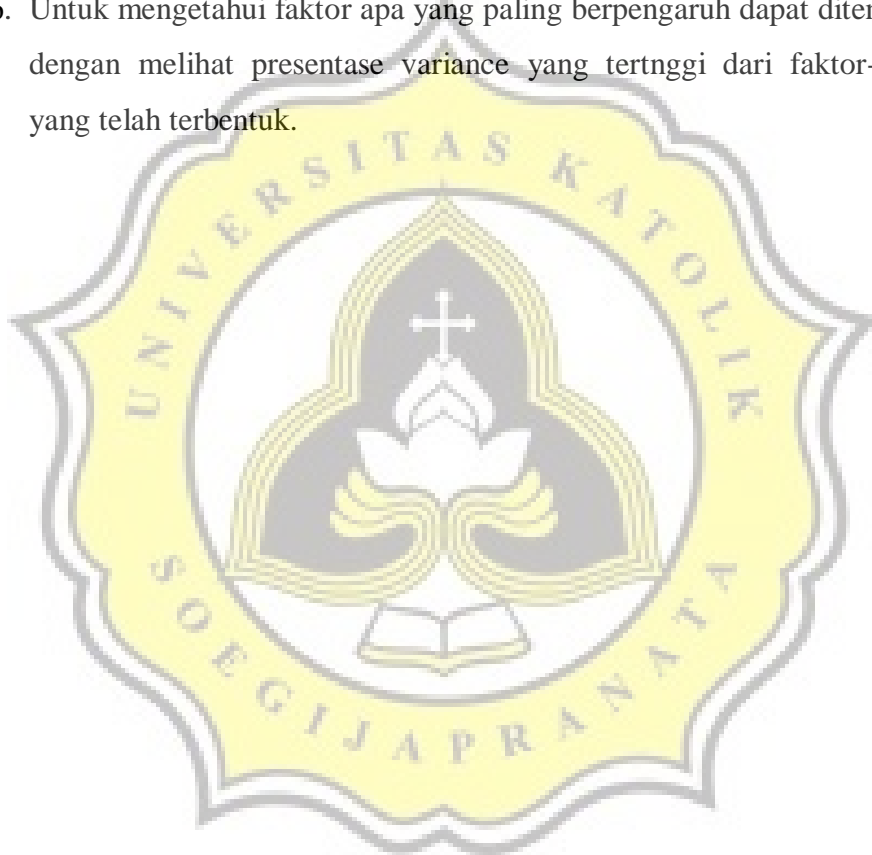 . Untuk mengetahui faktor apa yang paling berpengaruh dapat diter
dengan melihat presentase variance yang tertnggi dari faktor-
yang telah terbentuk.
UNIVERSITAS KATOLIK
SOEGIJAPRANATA